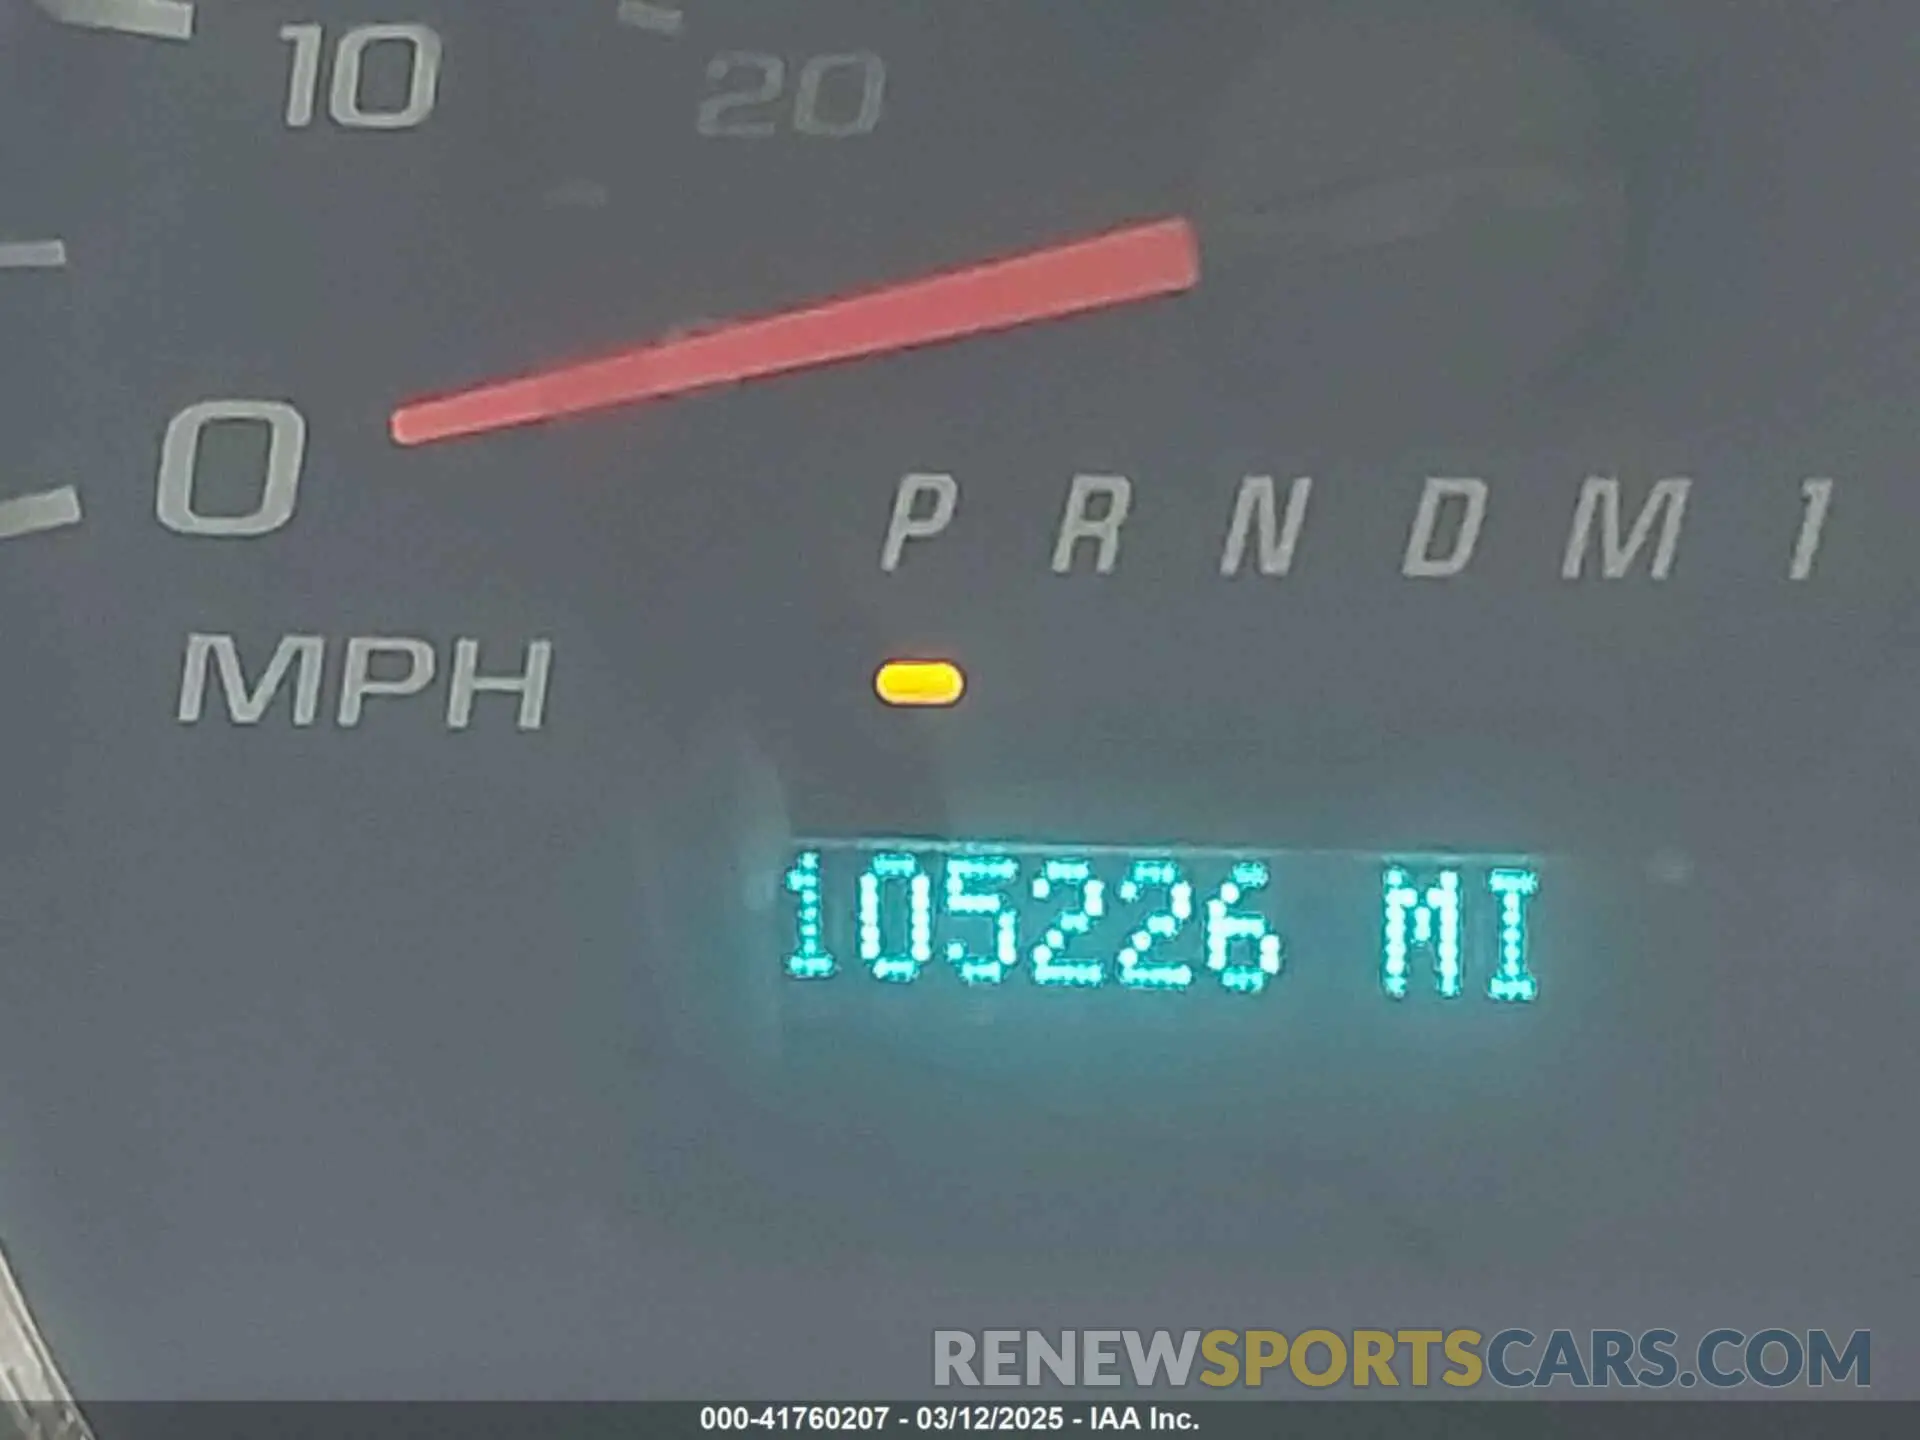 10 20
0
P R N D M 1
MPH
105226 MI
RENEWSPORTSCARS.COM
000-41760207 - 03/12/2025 - IAA Inc.